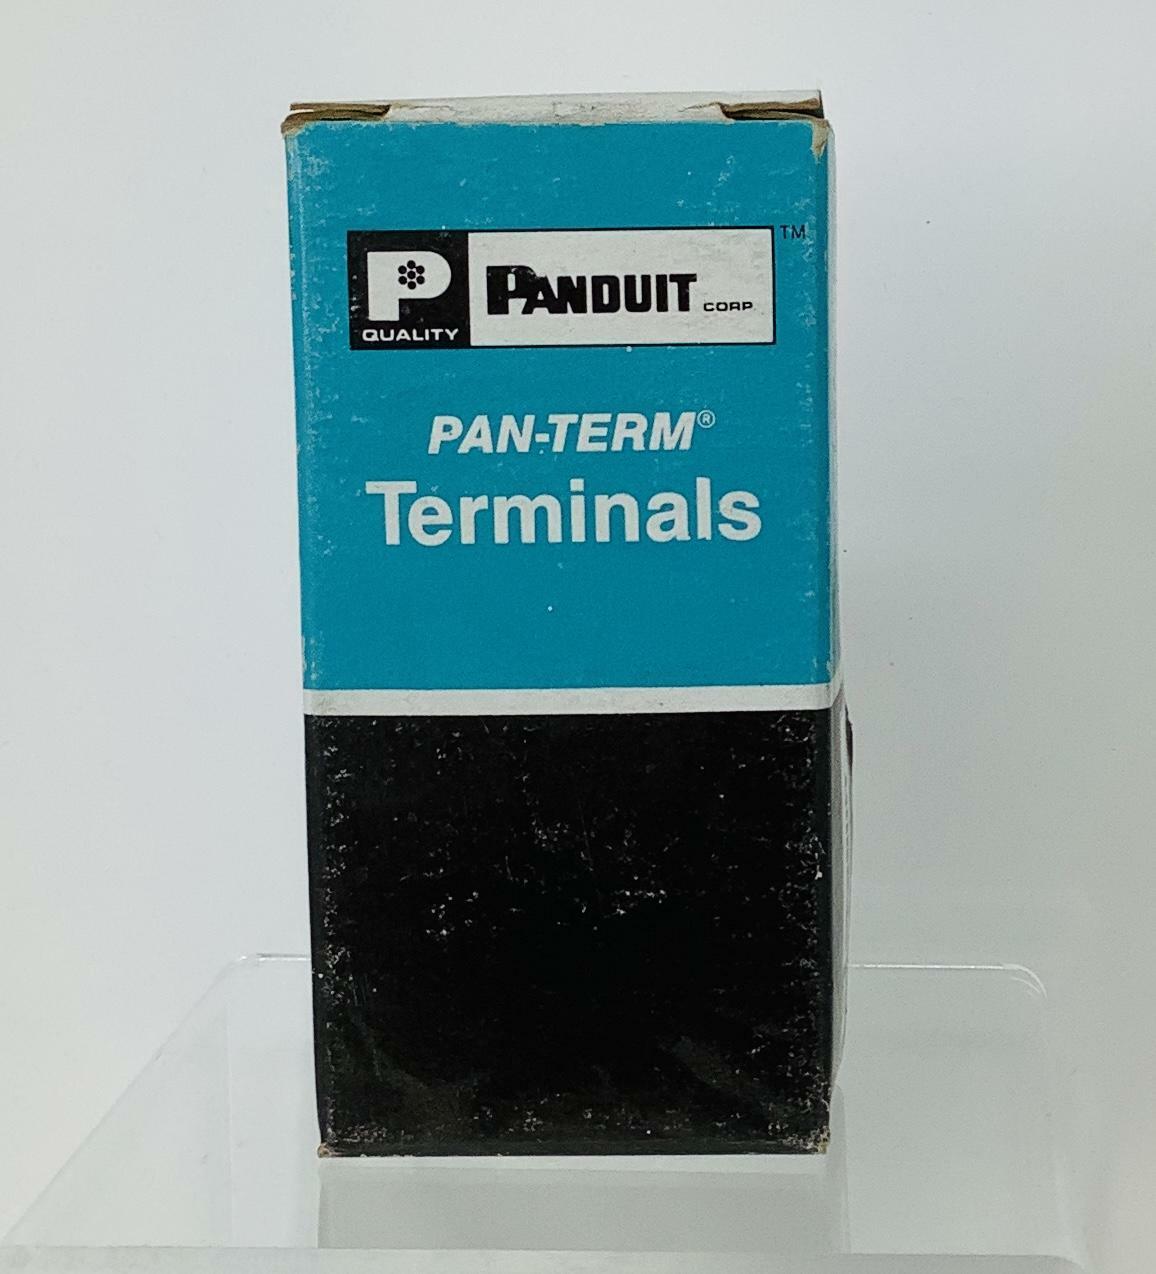 PANDUIT CORP ™
P
QUALITY
PAN-TERM®
Terminals